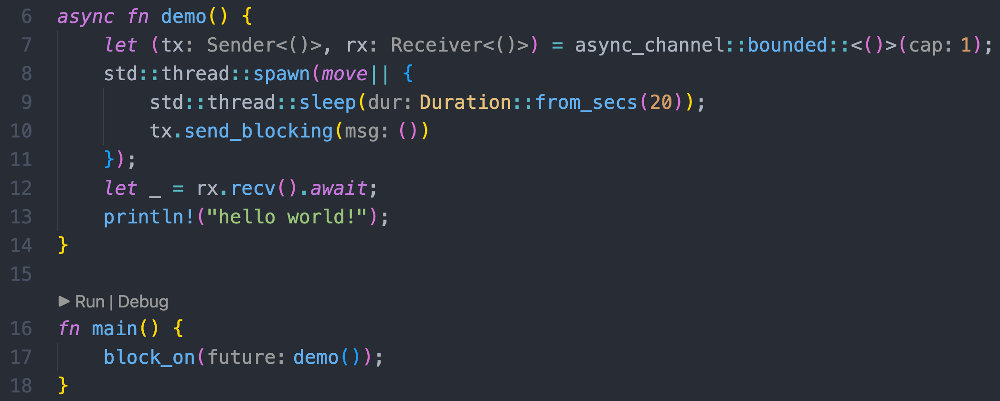 6 async fn demo() {
7 let (tx: Sender<()>, rx: Receiver<()>) = async_channel::bounded::<()>(cap: 1);
8 std::thread::spawn(move|| {
9 std::thread::sleep(dur: Duration::from_secs(20));
10 tx.send_blocking(msg: ())
11 });
12 let _ = rx.recv().await;
13 println!("hello world!");
14 }
15
▶ Run | Debug
16 fn main() {
17 block_on(future: demo());
18 }